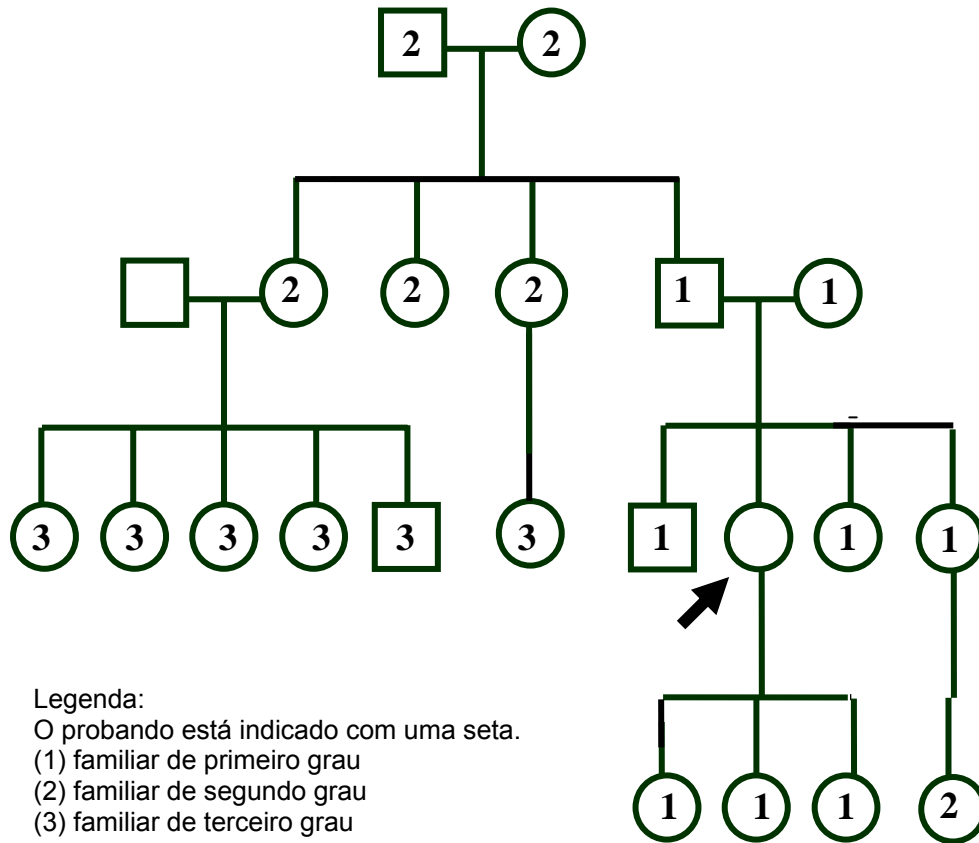 2 2
2 2 2 1 1
3 3 3 3 3 3 1 1 1
Legenda:
O probando está indicado com uma seta.
(1) familiar de primeiro grau
(2) familiar de segundo grau
(3) familiar de terceiro grau
1 1 1 2